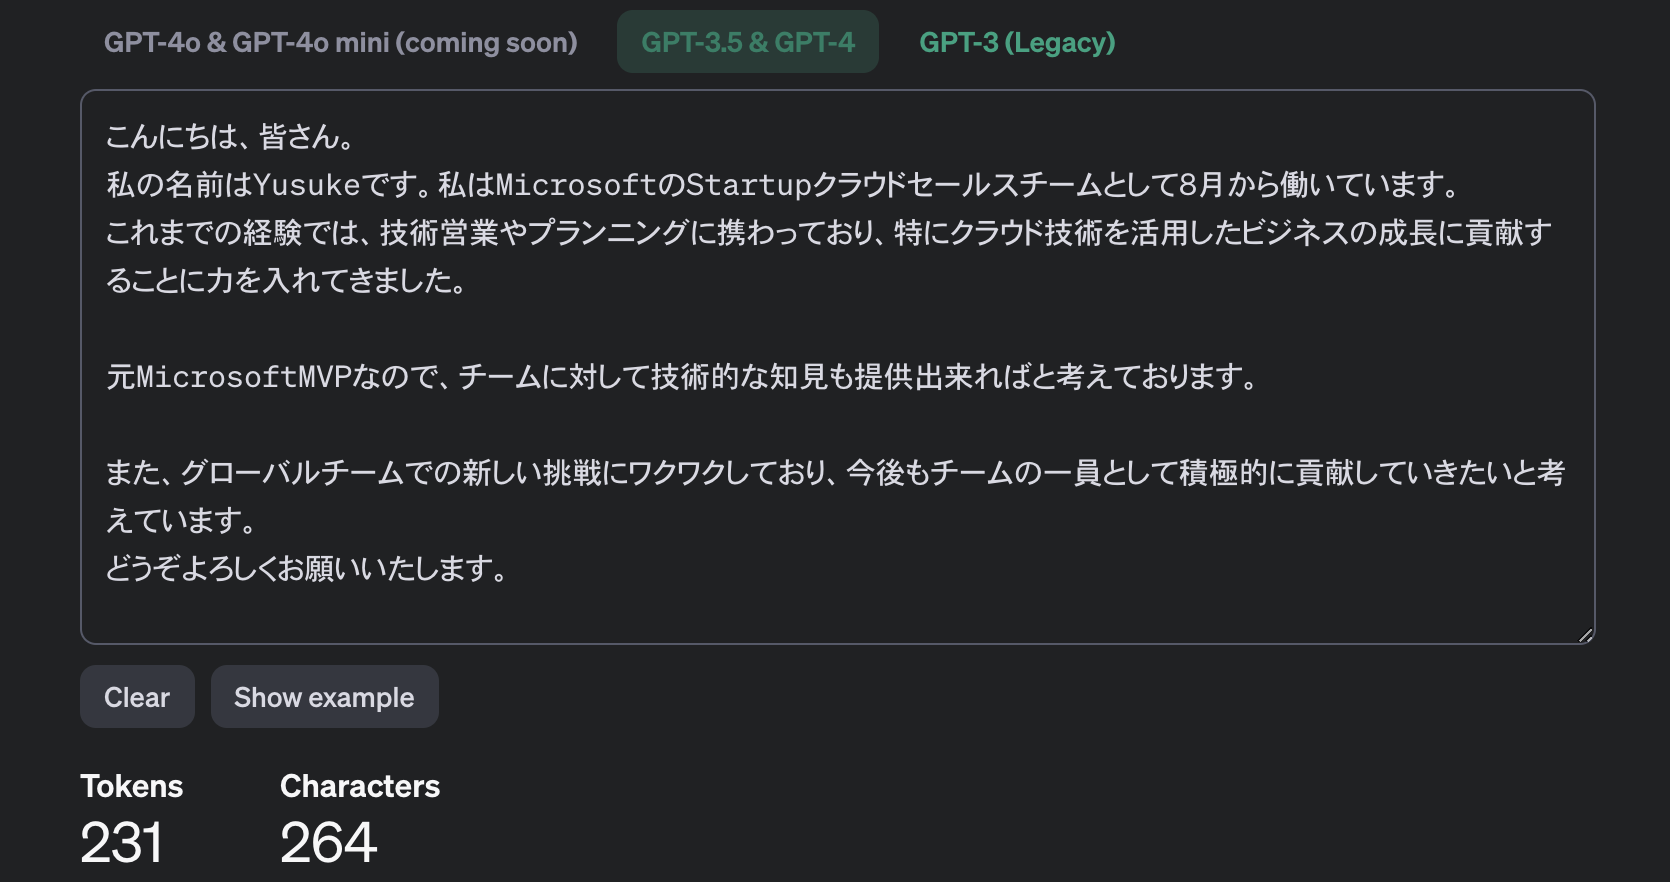 GPT-4o & GPT-4o mini (coming soon) GPT-3.5 & GPT-4 GPT-3 (Legacy)
こんにちは、皆さん。
私の名前はYusukeです。私はMicrosoftのStartupクラウドセールスチームとして8月から働いています。
これまでの経験では、技術営業やプランニングに携わっており、特にクラウド技術を活用したビジネスの成長に貢献す
ることに力を入れてきました。
元MicrosoftMVPなので、チームに対して技術的な知見も提供出来ればと考えております。
また、グローバルチームでの新しい挑戦にワクワクしており、今後もチームの一員として積極的に貢献していきたいと考
えています。
どうぞよろしくお願いいたします。
Clear Show example
Tokens Characters
231 264